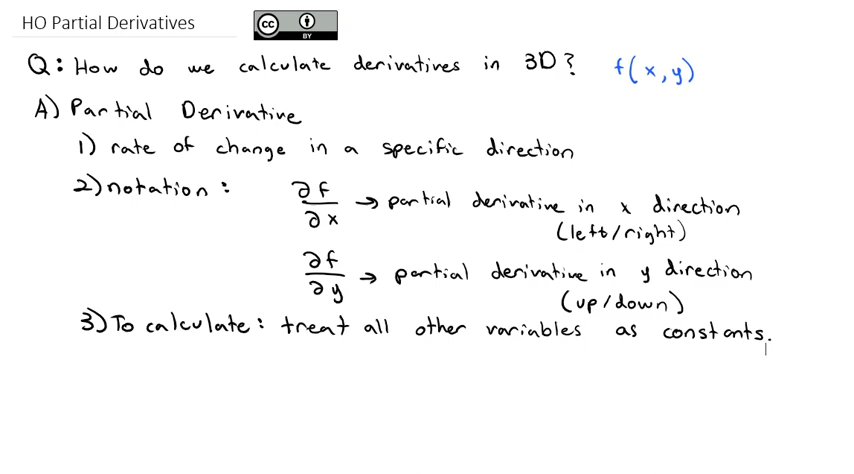 HO Partial Derivatives
cc BY
Q: How do we calculate derivatives in 3D? f(x,y)
A) Partial Derivative
1) rate of change in a specific direction
2) notation: ∂f/∂x → partial derivative in x direction
(left/right)
∂f/∂y → partial derivative in y direction
(up/down)
3) To calculate: treat all other variables as constants.